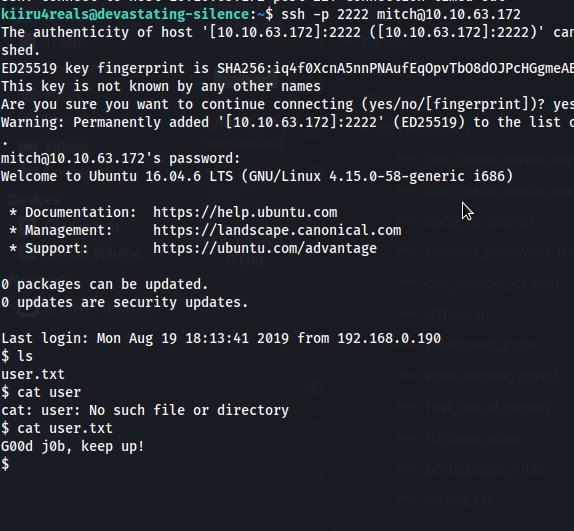 kiiru4reals@devastating-silence:~$ ssh -p 2222 mitch@10.10.63.172
The authenticity of host '[10.10.63.172]:2222 ([10.10.63.172]:2222)' can
shed.
ED25519 key fingerprint is SHA256:iq4f0XcnA5nnPNAufEqOpvTbO8dOJPcHGgmeAB
This key is not known by any other names
Are you sure you want to continue connecting (yes/no/[fingerprint])? yes
Warning: Permanently added '[10.10.63.172]:2222' (ED25519) to the list o
.
mitch@10.10.63.172's password:
Welcome to Ubuntu 16.04.6 LTS (GNU/Linux 4.15.0-58-generic i686)
* Documentation: https://help.ubuntu.com
* Management: https://landscape.canonical.com
* Support: https://ubuntu.com/advantage
0 packages can be updated.
0 updates are security updates.
Last login: Mon Aug 19 18:13:41 2019 from 192.168.0.190
$ ls
user.txt
$ cat user
cat: user: No such file or directory
$ cat user.txt
G00d j0b, keep up!
$